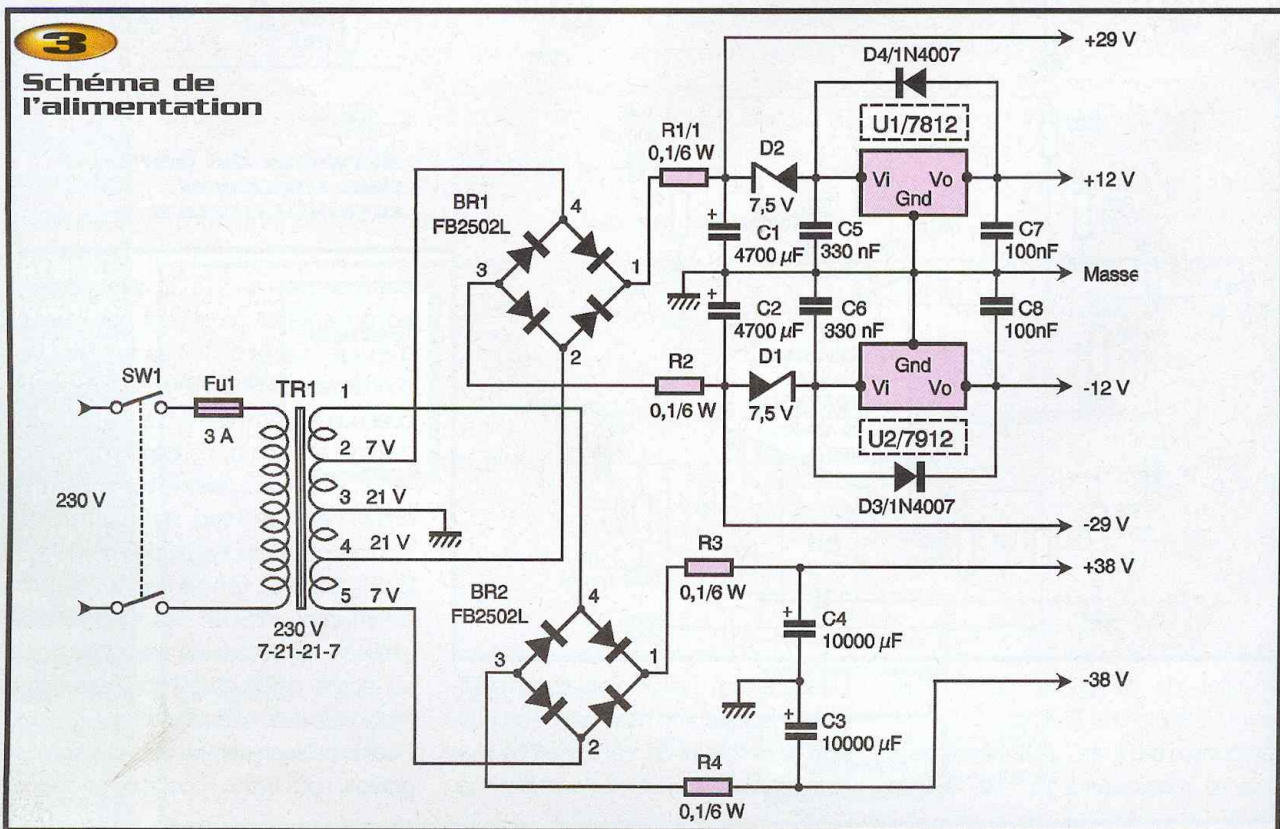 3
Schéma de
l'alimentation
+29 V
D4/1N4007
U1/7812
R1/1
0,1/6 W
D2
7,5 V
Vi
Vo
Gnd
+12 V
BR1
FB2502L
4
3
1
2
+
C1
4700 µF
C5
330 nF
C7
100nF
Masse
+
C2
4700 µF
C6
330 nF
C8
100nF
R2
0,1/6 W
D1
7,5 V
Gnd
Vi
Vo
-12 V
U2/7912
D3/1N4007
-29 V
SW1
Fu1
3 A
TR1
1
2
7 V
3
21 V
4
21 V
5
7 V
230 V
230 V
7-21-21-7
BR2
FB2502L
4
3
1
2
R3
0,1/6 W
+38 V
+
C4
10000 µF
-38 V
+
C3
10000 µF
R4
0,1/6 W